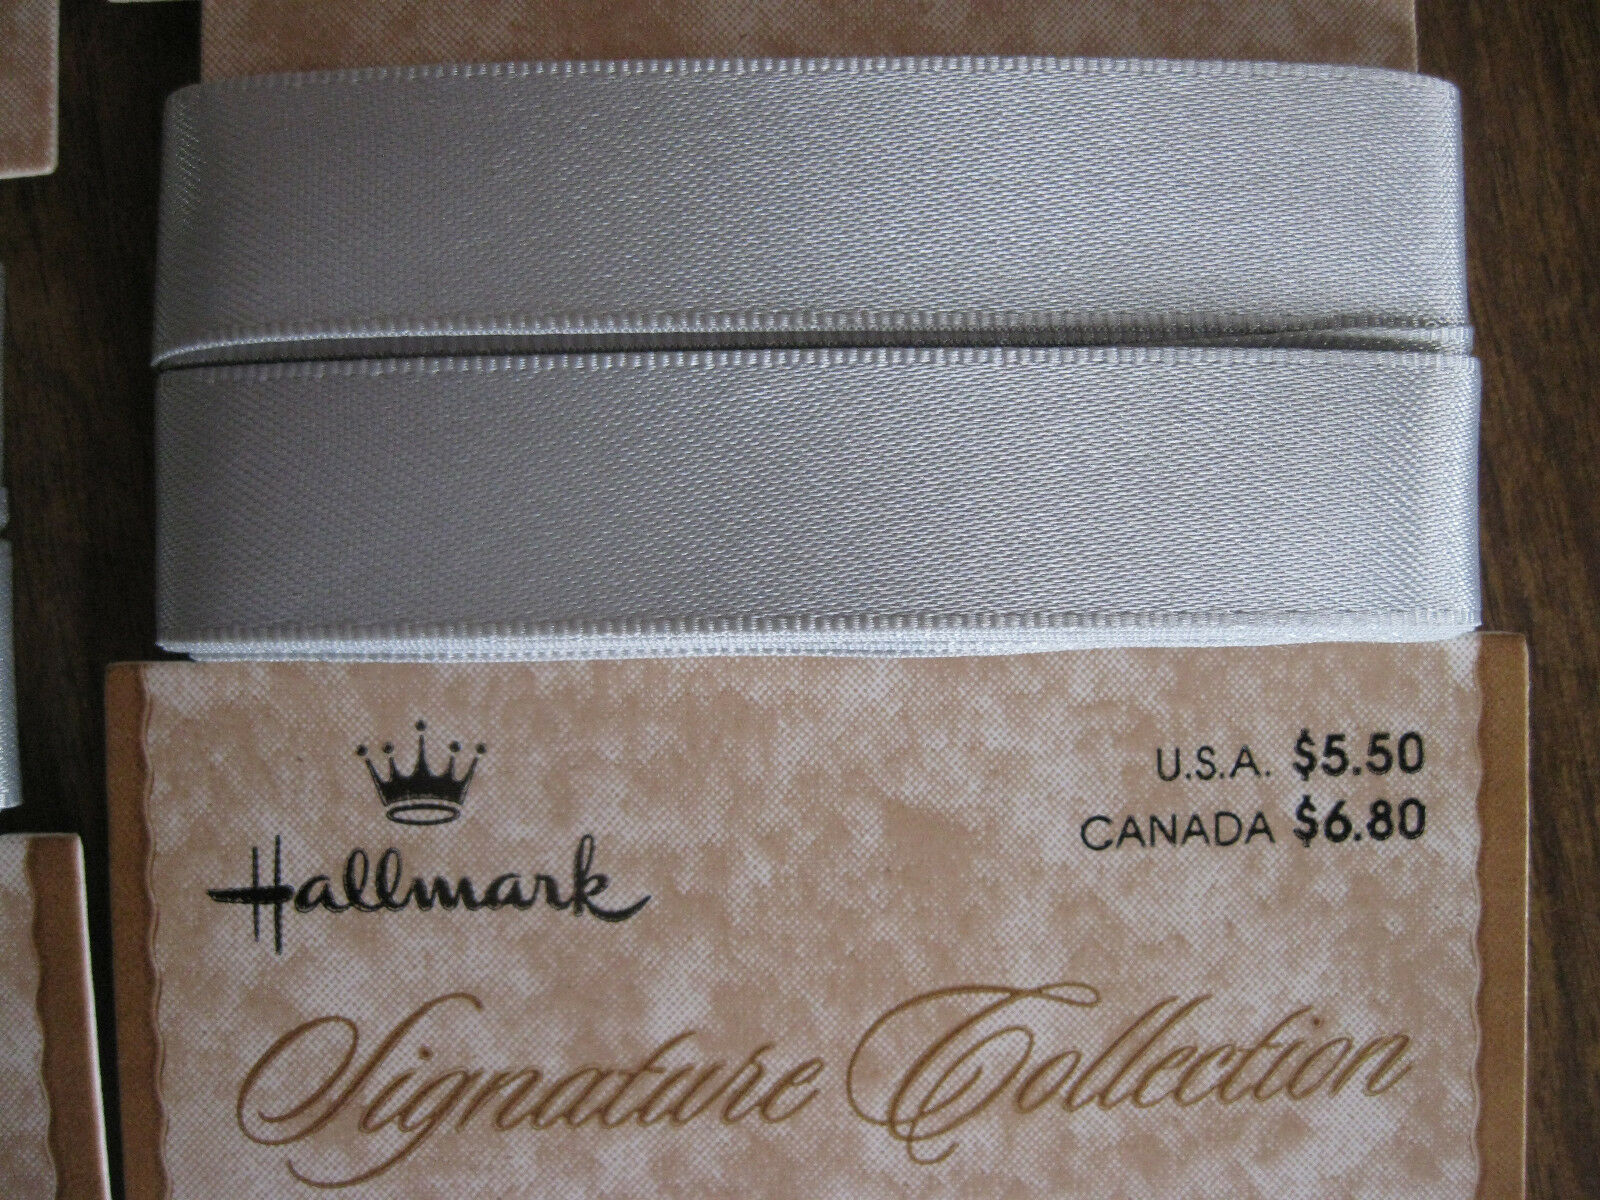 U.S.A. $5.50
CANADA $6.80
Hallmark
Signature Collection